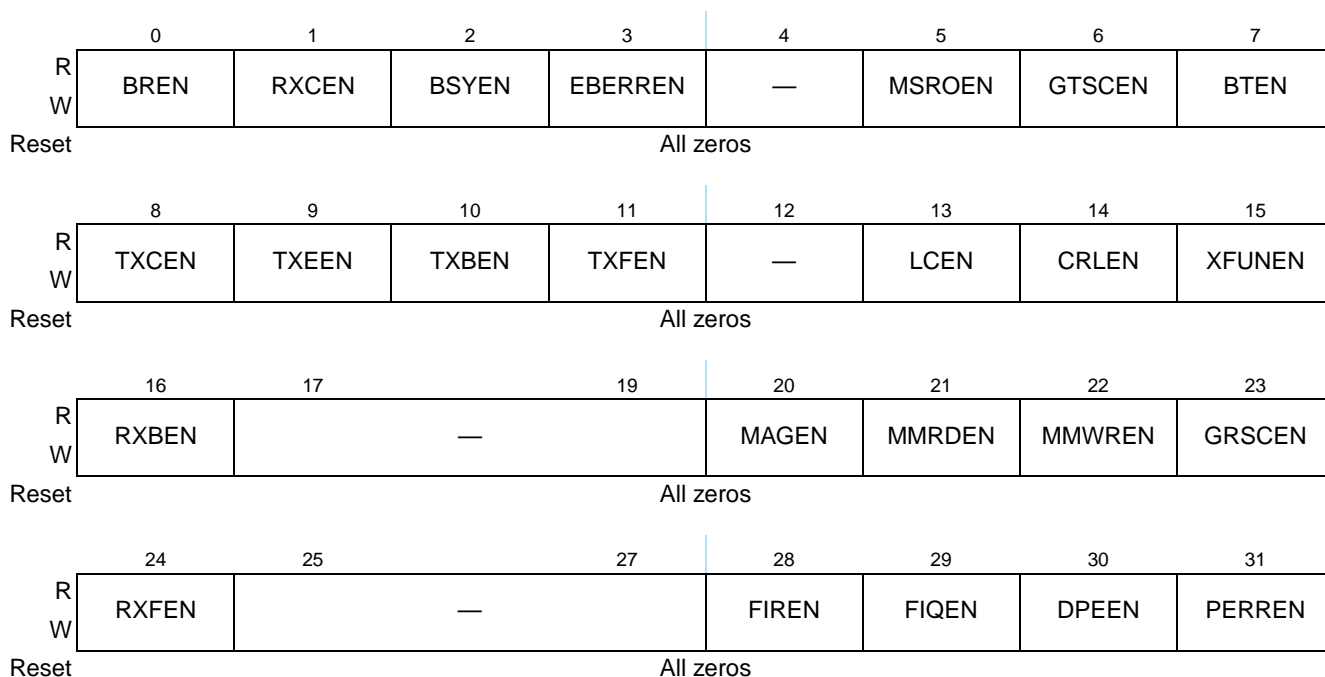 0 1 2 3 4 5 6 7
R
W
BREN RXCEN BSYEN EBERREN — MSROEN GTSCEN BTEN
Reset All zeros
8 9 10 11 12 13 14 15
R
W
TXCEN TXEEN TXBEN TXFEN — LCEN CRLEN XFUNEN
Reset All zeros
16 17 19 20 21 22 23
R
W
RXBEN — MAGEN MMRDEN MMWREN GRSCEN
Reset All zeros
24 25 27 28 29 30 31
R
W
RXFEN — FIREN FIQEN DPEEN PERREN
Reset All zeros